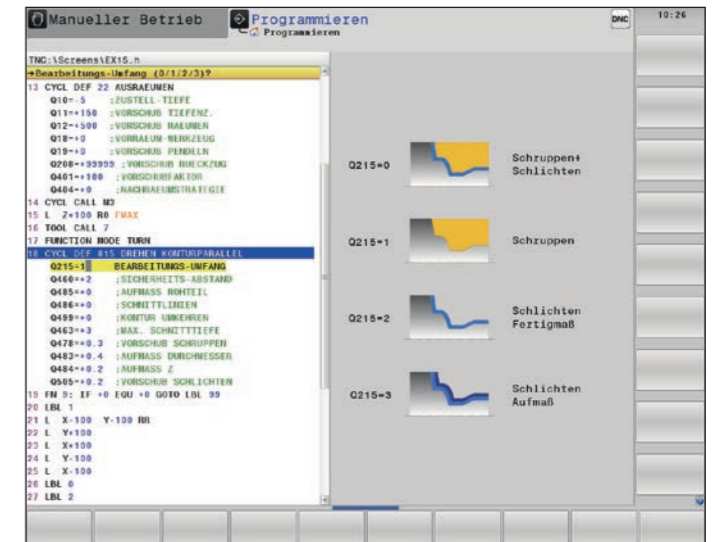 Manueller Betrieb
Programmieren
Programmieren
DNC
10:26
TNC:\Screens\EX15.h
→Bearbeitungs-Umfang (0/1/2/3)?
13 CYCL DEF 22 AUSRAEUMEN
Q10=-5 ;ZUSTELL-TIEFE
Q11=+150 ;VORSCHUB TIEFENZ.
Q12=+500 ;VORSCHUB RAEUMEN
Q18=+0 ;VORRAEUM-WERKZEUG
Q19=+0 ;VORSCHUB PENDELN
Q208=+99999 ;VORSCHUB RUECKZUG
Q401=+100 ;VORSCHUBFAKTOR
Q404=+0 ;NACHRAEUMSTRATEGIE
14 CYCL CALL M3
15 L Z+100 R0 FMAX
16 TOOL CALL 7
17 FUNCTION MODE TURN
18 CYCL DEF 815 DREHEN KONTURPARALLEL
Q215=1 BEARBEITUNGS-UMFANG
Q460=+2 ;SICHERHEITS-ABSTAND
Q485=+0 ;AUFMASS ROHTEIL
Q486=+0 ;SCHNITTLINIEN
Q499=+0 ;KONTUR UMKEHREN
Q463=+3 ;MAX. SCHNITTTIEFE
Q478=+0.3 ;VORSCHUB SCHRUPPEN
Q483=+0.4 ;AUFMASS DURCHMESSER
Q484=+0.2 ;AUFMASS Z
Q505=+0.2 ;VORSCHUB SCHLICHTEN
19 FN 9: IF +0 EQU +0 GOTO LBL 99
20 LBL 1
21 L X-100 Y-100 RR
22 L Y+100
23 L X+100
24 L Y-100
25 L X-100
26 LBL 0
27 LBL 2
Q215=0
Schruppen+
Schlichten
Q215=1
Schruppen
Q215=2
Schlichten
Fertigmaß
Q215=3
Schlichten
Aufmaß